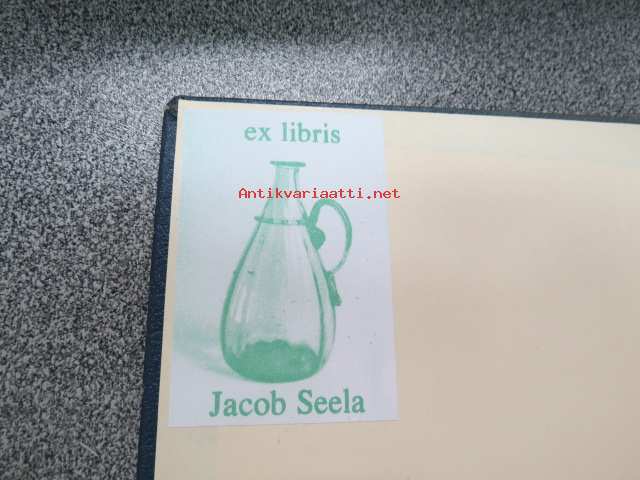 ex libris
Antikvariaatti.net
Jacob Seela